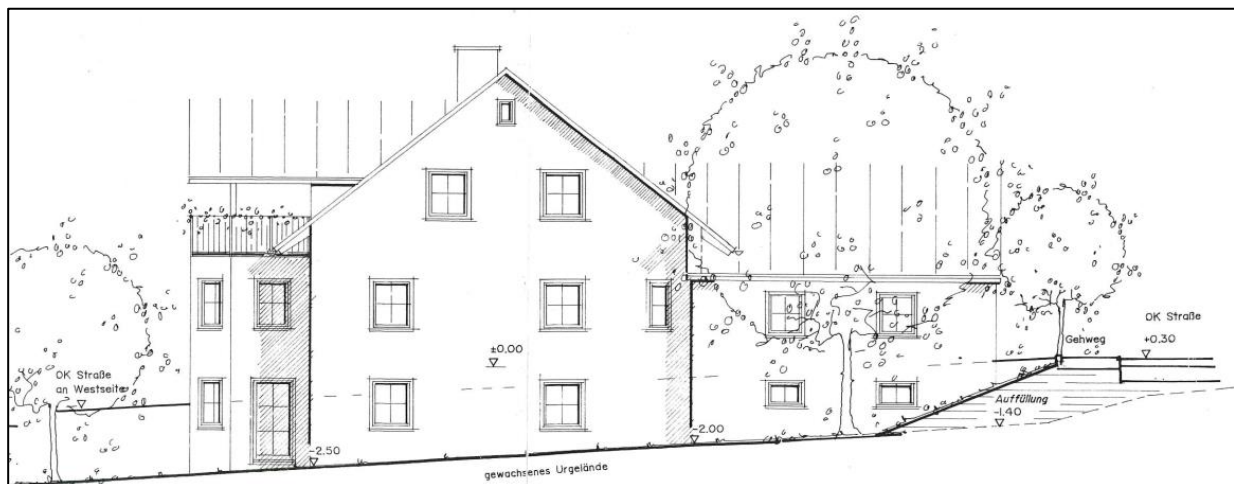 OK Straße
an Westseite
±0.00
OK Straße
+0.30
Gehweg
Auffüllung
-1.40
-2.50
-2.00
gewachsenes Urgelände